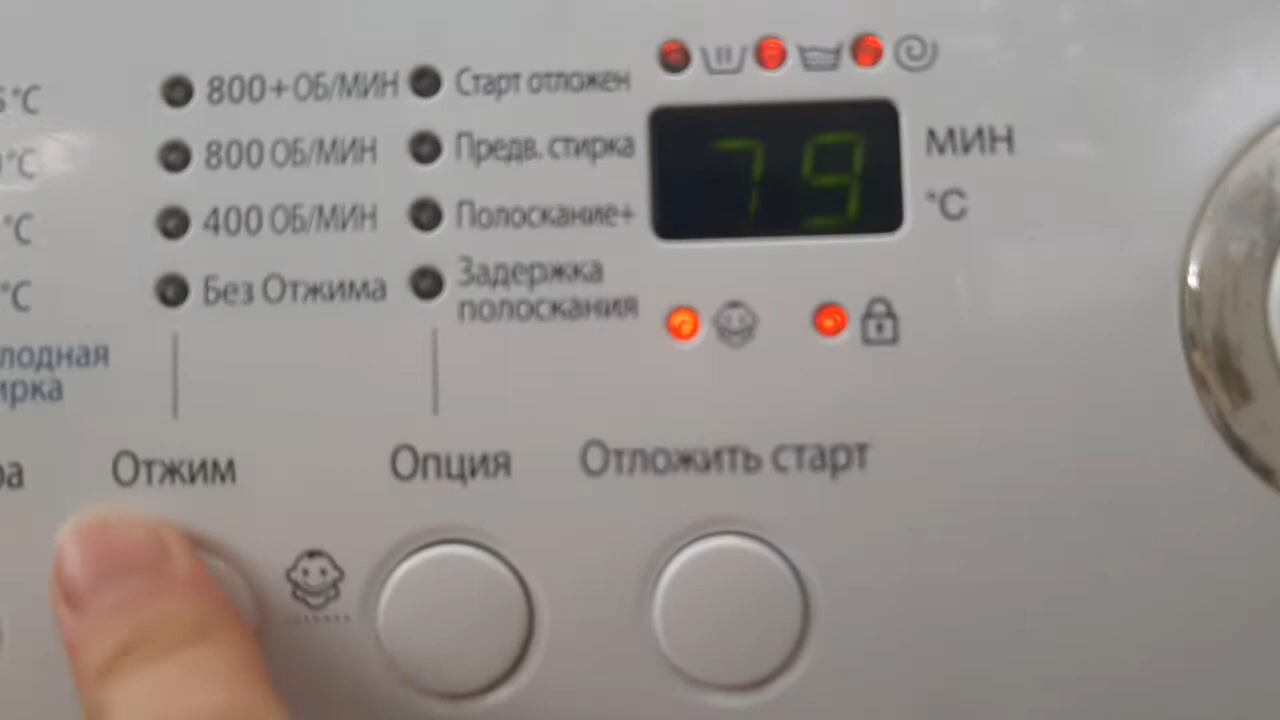 °C
800+ОБ/МИН
Старт отложен
°C
800 ОБ/МИН
Предв. стирка
79
МИН
°C
°C
400 ОБ/МИН
Полоскание+
°C
Без Отжима
Задержка
полоскания
Отжим
Опция
Отложить старт